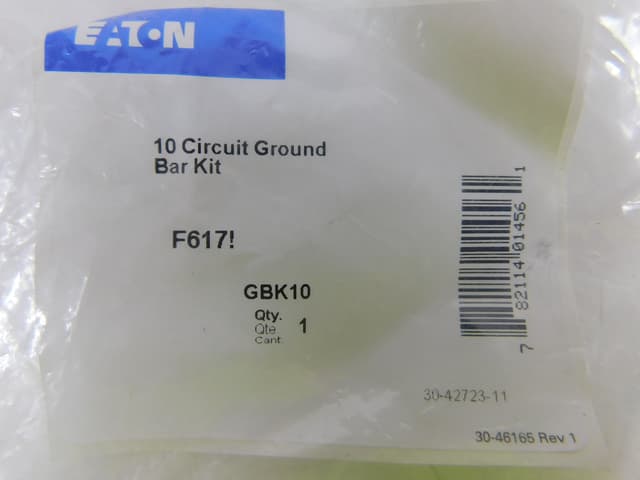 EATON
10 Circuit Ground
Bar Kit
F617!
GBK10
Qty.
Qte
Cant
1
7 82114 01456 1
30-42723-11
30-46165 Rev 1